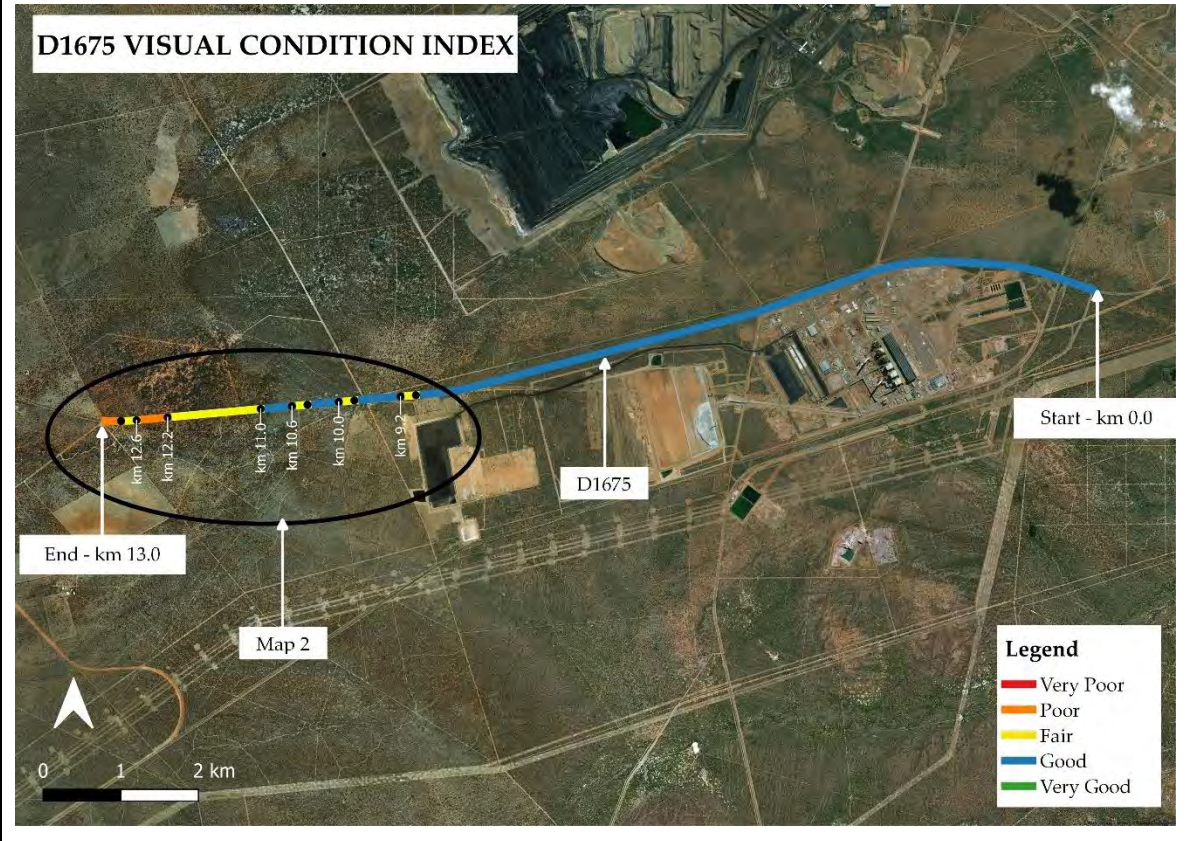 D1675 VISUAL CONDITION INDEX
Start - km 0.0
km 12.6
km 12.2
km 11.0
km 10.6
km 10.0
km 9.2
D1675
End - km 13.0
Map 2
Legend
Very Poor
Poor
Fair
Good
Very Good
0 1 2 km